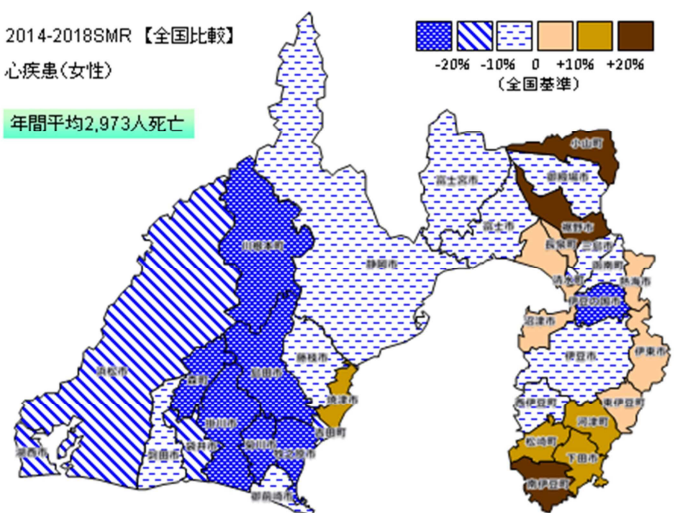 2014-2018SMR【全国比較】
心疾患(女性)
年間平均2,973人死亡
-20% -10% 0 +10% +20%
(全国基準)
小山町
御殿場市
富士宮市
裾野市
富士市
長泉町
三島市
川根本町
静岡市
函南町
清水町
熱海市
伊豆の国市
沼津市
伊東市
藤枝市
伊豆市
浜松市
島田市
森町
焼津市
西伊豆町
東伊豆町
掛川市
吉田町
河津町
松崎町
湖西市
磐田市
袋井市
菊川市
牧之原市
下田市
南伊豆町
御前崎市